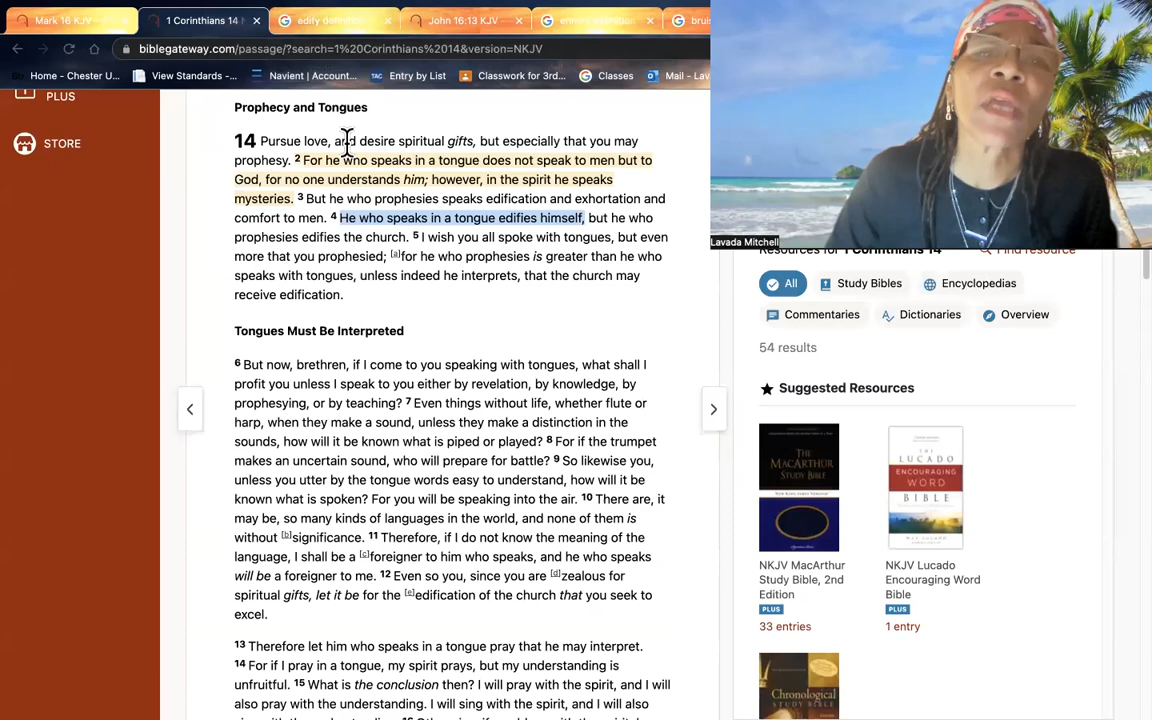 Mark 16 KJV
1 Corinthians 14
edify definition
John 16:13 KJV
biblegateway.com/passage/?search=1%20Corinthians%2014&version=NKJV
Home - Chester U...
View Standards -...
Navient | Account...
TAC Entry by List
Classwork for 3rd...
Classes
PLUS
STORE
Prophecy and Tongues
14 Pursue love, and desire spiritual gifts, but especially that you may
prophesy. 2 For he who speaks in a tongue does not speak to men but to
God, for no one understands him; however, in the spirit he speaks
mysteries. 3 But he who prophesies speaks edification and exhortation and
comfort to men. 4 He who speaks in a tongue edifies himself, but he who
prophesies edifies the church. 5 I wish you all spoke with tongues, but even
more that you prophesied; [a]for he who prophesies is greater than he who
speaks with tongues, unless indeed he interprets, that the church may
receive edification.
Tongues Must Be Interpreted
6 But now, brethren, if I come to you speaking with tongues, what shall I
profit you unless I speak to you either by revelation, by knowledge, by
prophesying, or by teaching? 7 Even things without life, whether flute or
harp, when they make a sound, unless they make a distinction in the
sounds, how will it be known what is piped or played? 8 For if the trumpet
makes an uncertain sound, who will prepare for battle? 9 So likewise you,
unless you utter by the tongue words easy to understand, how will it be
known what is spoken? For you will be speaking into the air. 10 There are, it
may be, so many kinds of languages in the world, and none of them is
without [b]significance. 11 Therefore, if I do not know the meaning of the
language, I shall be a [c]foreigner to him who speaks, and he who speaks
will be a foreigner to me. 12 Even so you, since you are [d]zealous for
spiritual gifts, let it be for the [e]edification of the church that you seek to
excel.
13 Therefore let him who speaks in a tongue pray that he may interpret.
14 For if I pray in a tongue, my spirit prays, but my understanding is
unfruitful. 15 What is the conclusion then? I will pray with the spirit, and I will
also pray with the understanding. I will sing with the spirit, and I will
Lavada Mitchell
Resources for 1 Corinthians 14
Find resource
All
Study Bibles
Encyclopedias
Commentaries
Dictionaries
Overview
54 results
Suggested Resources
THE
MACARTHUR
STUDY BIBLE
THE
LUCADO
ENCOURAGING
WORD
BIBLE
NKJV MacArthur
Study Bible, 2nd
Edition
PLUS
33 entries
NKJV Lucado
Encouraging Word
Bible
PLUS
1 entry
Chronological
STUDY BIBLE